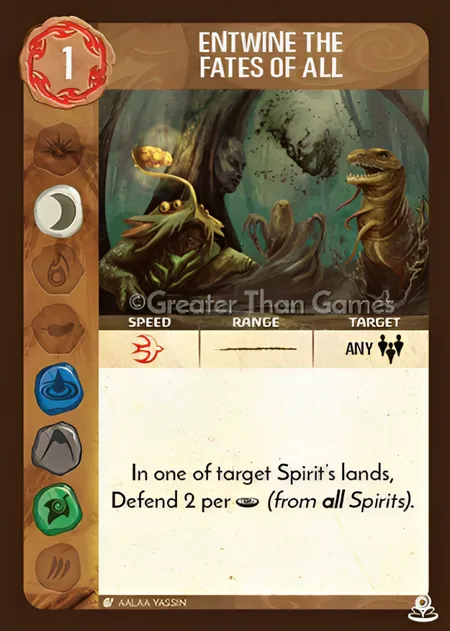 1
ENTWINE THE
FATES OF ALL
©Greater Than Games
SPEED RANGE TARGET
ANY
In one of target Spirit's lands,
Defend 2 per (from all Spirits).
AALAA YASSIN